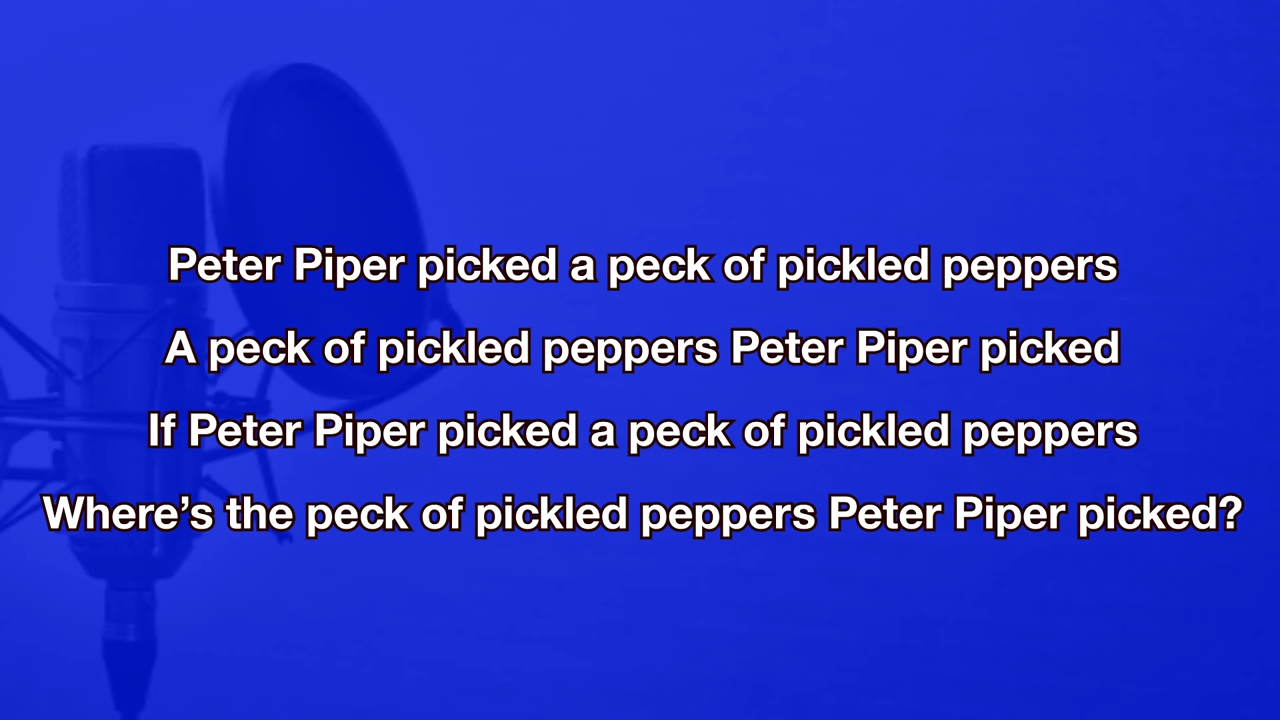 Peter Piper picked a peck of pickled peppers
A peck of pickled peppers Peter Piper picked
If Peter Piper picked a peck of pickled peppers
Where’s the peck of pickled peppers Peter Piper picked?